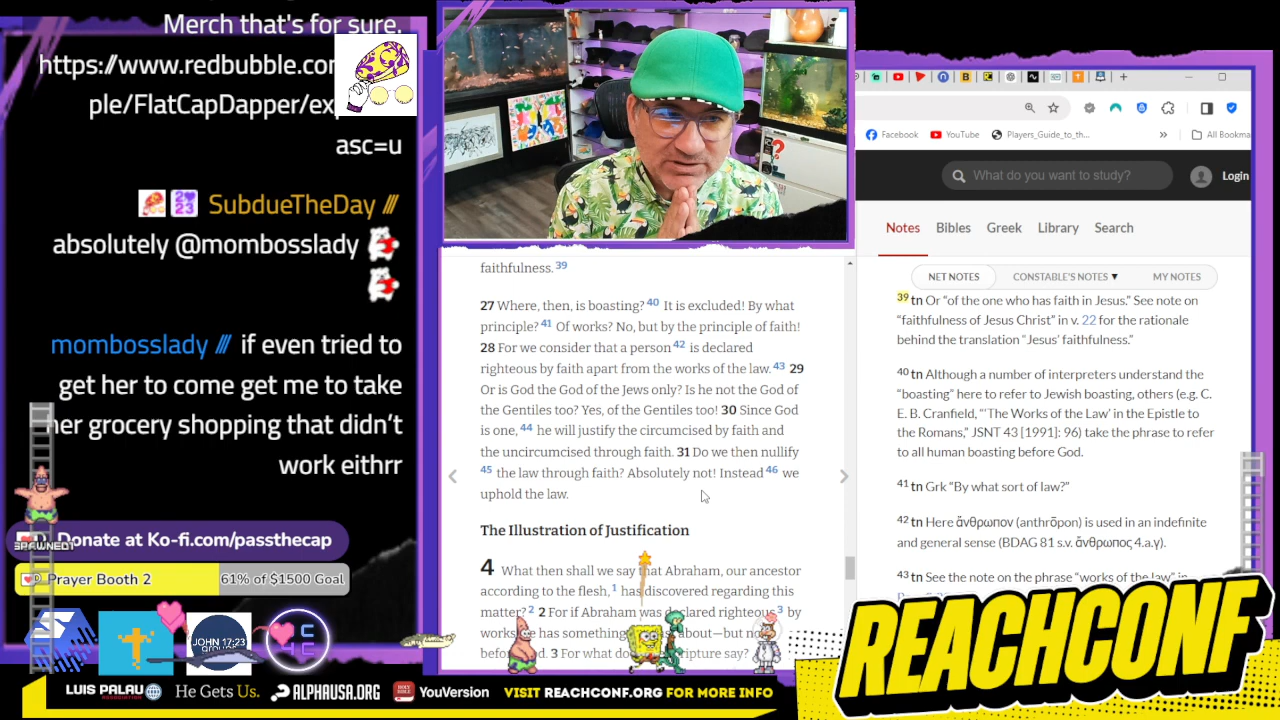 Merch that's for sure.
https://www.redbubble.com
ple/FlatCapDapper/ex
asc=u
SubdueTheDay ///
absolutely @mombosslady
mombosslady /// if even tried to
get her to come get me to take
her grocery shopping that didn't
work eithrr
SPAWNED1
Donate at Ko-fi.com/passthecap
Prayer Booth 2
61% of $1500 Goal
JOHN 17:23
faithfulness. 39
27 Where, then, is boasting? 40 It is excluded! By what
principle? 41 Of works? No, but by the principle of faith!
28 For we consider that a person 42 is declared
righteous by faith apart from the works of the law. 43 29
Or is God the God of the Jews only? Is he not the God of
the Gentiles too? Yes, of the Gentiles too! 30 Since God
is one, 44 he will justify the circumcised by faith and
the uncircumcised through faith. 31 Do we then nullify
45 the law through faith? Absolutely not! Instead 46 we
uphold the law.
The Illustration of Justification
4 What then shall we say that Abraham, our ancestor
according to the flesh, 1 has discovered regarding this
matter? 2 2 For if Abraham was declared righteous 3 by
3 For what
Scripture say?
Facebook
YouTube
Players_Guide_to_th...
»
All Bookma
What do you want to study?
Login
Notes
Bibles
Greek
Library
Search
NET NOTES
CONSTABLE'S NOTES ▼
MY NOTES
39 tn Or “of the one who has faith in Jesus.” See note on
“faithfulness of Jesus Christ” in v. 22 for the rationale
behind the translation “Jesus’ faithfulness.”
40 tn Although a number of interpreters understand the
“boasting” here to refer to Jewish boasting, others (e.g. C.
E. B. Cranfield, “‘The Works of the Law’ in the Epistle to
the Romans,” JSNT 43 [1991]: 96) take the phrase to refer
to all human boasting before God.
41 tn Grk “By what sort of law?”
42 tn Here ἄνθρωπον (anthrōpon) is used in an indefinite
and general sense (BDAG 81 s.v. ἄνθρωπος 4.a.γ).
43 tn See the note on the phrase “works of the law” in
REACHCONF
LUIS PALAU
He Gets Us.
ALPHAUSA.ORG
HOLY BIBLE
YouVersion
VISIT REACHCONF.ORG FOR MORE INFO